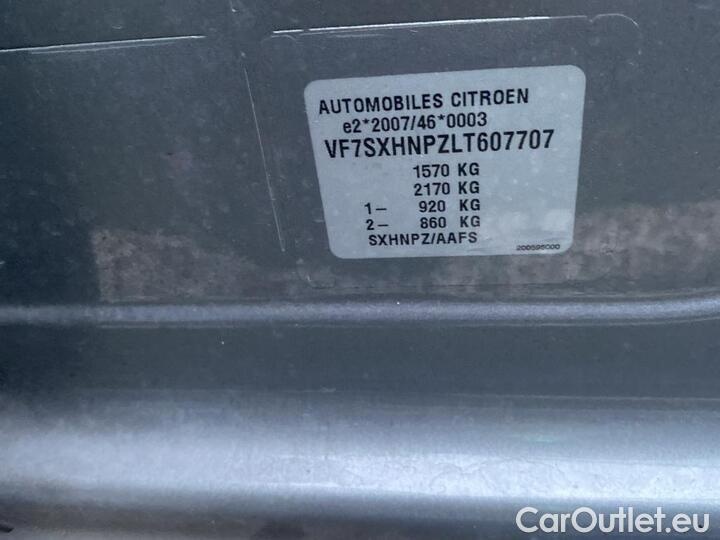 AUTOMOBILES CITROEN
e2*2007/46*0003
VF7SXHNPZLT607707
1570 KG
2170 KG
1- 920 KG
2- 860 KG
SXHNPZ/AAFS
200595000
CarOutlet.eu